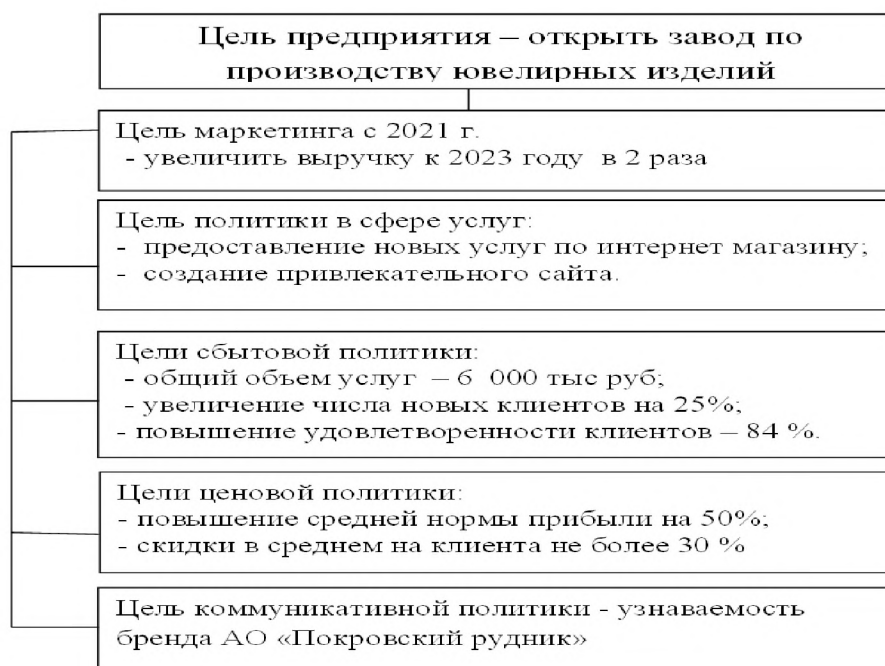 Цель предприятия – открыть завод по
производству ювелирных изделий
Цель маркетинга с 2021 г.
- увеличить выручку к 2023 году в 2 раза
Цель политики в сфере услуг:
- предоставление новых услуг по интернет магазину;
- создание привлекательного сайта.
Цели сбытовой политики:
- общий объем услуг – 6 000 тыс руб;
- увеличение числа новых клиентов на 25%;
- повышение удовлетворенности клиентов – 84 %.
Цели ценовой политики:
- повышение средней нормы прибыли на 50%;
- скидки в среднем на клиента не более 30 %
Цель коммуникативной политики - узнаваемость
бренда АО «Покровский рудник»